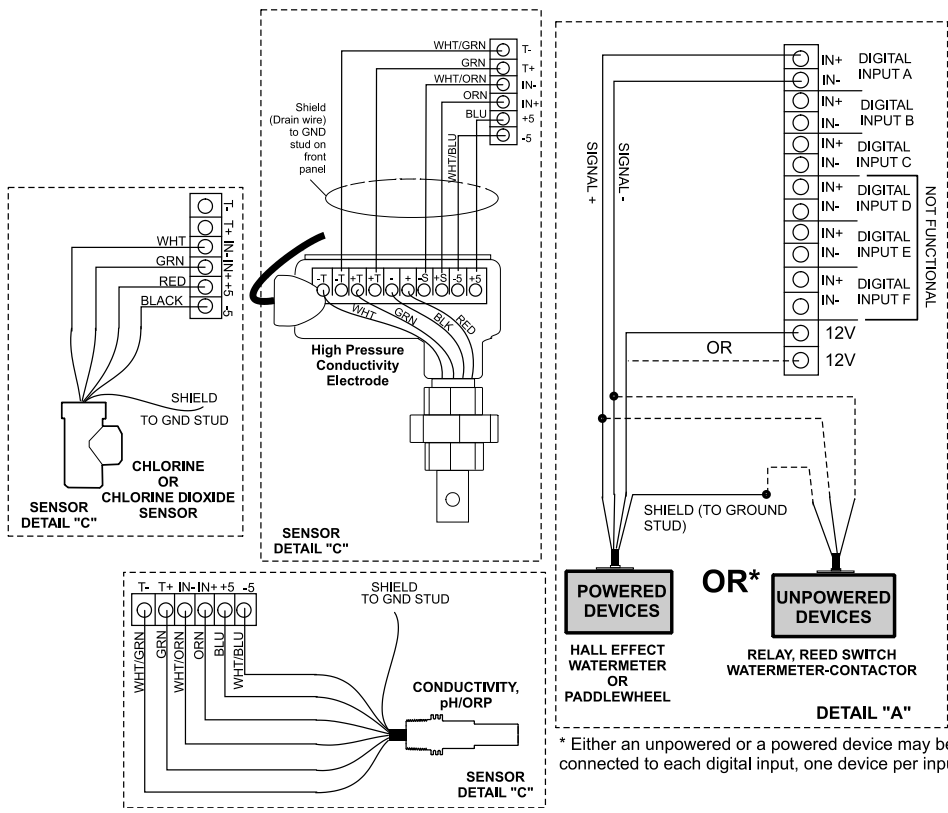 WHT/GRN
GRN
WHT/ORN
ORN
BLU
WHT/BLU
T-
T+
IN-
IN+
+5
-5
Shield
(Drain wire)
to GND
stud on
front
panel
-T -T +T +T - + -S +S -5 +5
WHT
GRN
BLK
RED
High Pressure
Conductivity
Electrode
SENSOR
DETAIL "C"
T-
T+
IN-
IN+
+5
-5
WHT
GRN
RED
BLACK
SHIELD
TO GND STUD
CHLORINE
OR
CHLORINE DIOXIDE
SENSOR
SENSOR
DETAIL "C"
T- T+ IN- IN+ +5 -5
WHT/GRN
GRN
WHT/ORN
ORN
BLU
WHT/BLU
SHIELD
TO GND STUD
CONDUCTIVITY,
pH/ORP
SENSOR
DETAIL "C"
IN+ DIGITAL
IN- INPUT A
IN+ DIGITAL
IN- INPUT B
IN+ DIGITAL
IN- INPUT C
IN+ DIGITAL
IN- INPUT D
IN+ DIGITAL
IN- INPUT E
IN+ DIGITAL
IN- INPUT F
NOT FUNCTIONAL
12V
12V
OR
SIGNAL +
SIGNAL -
SHIELD (TO GROUND
STUD)
POWERED
DEVICES
OR*
UNPOWERED
DEVICES
HALL EFFECT
WATERMETER
OR
PADDLEWHEEL
RELAY, REED SWITCH
WATERMETER-CONTACTOR
DETAIL "A"
* Either an unpowered or a powered device may be
connected to each digital input, one device per